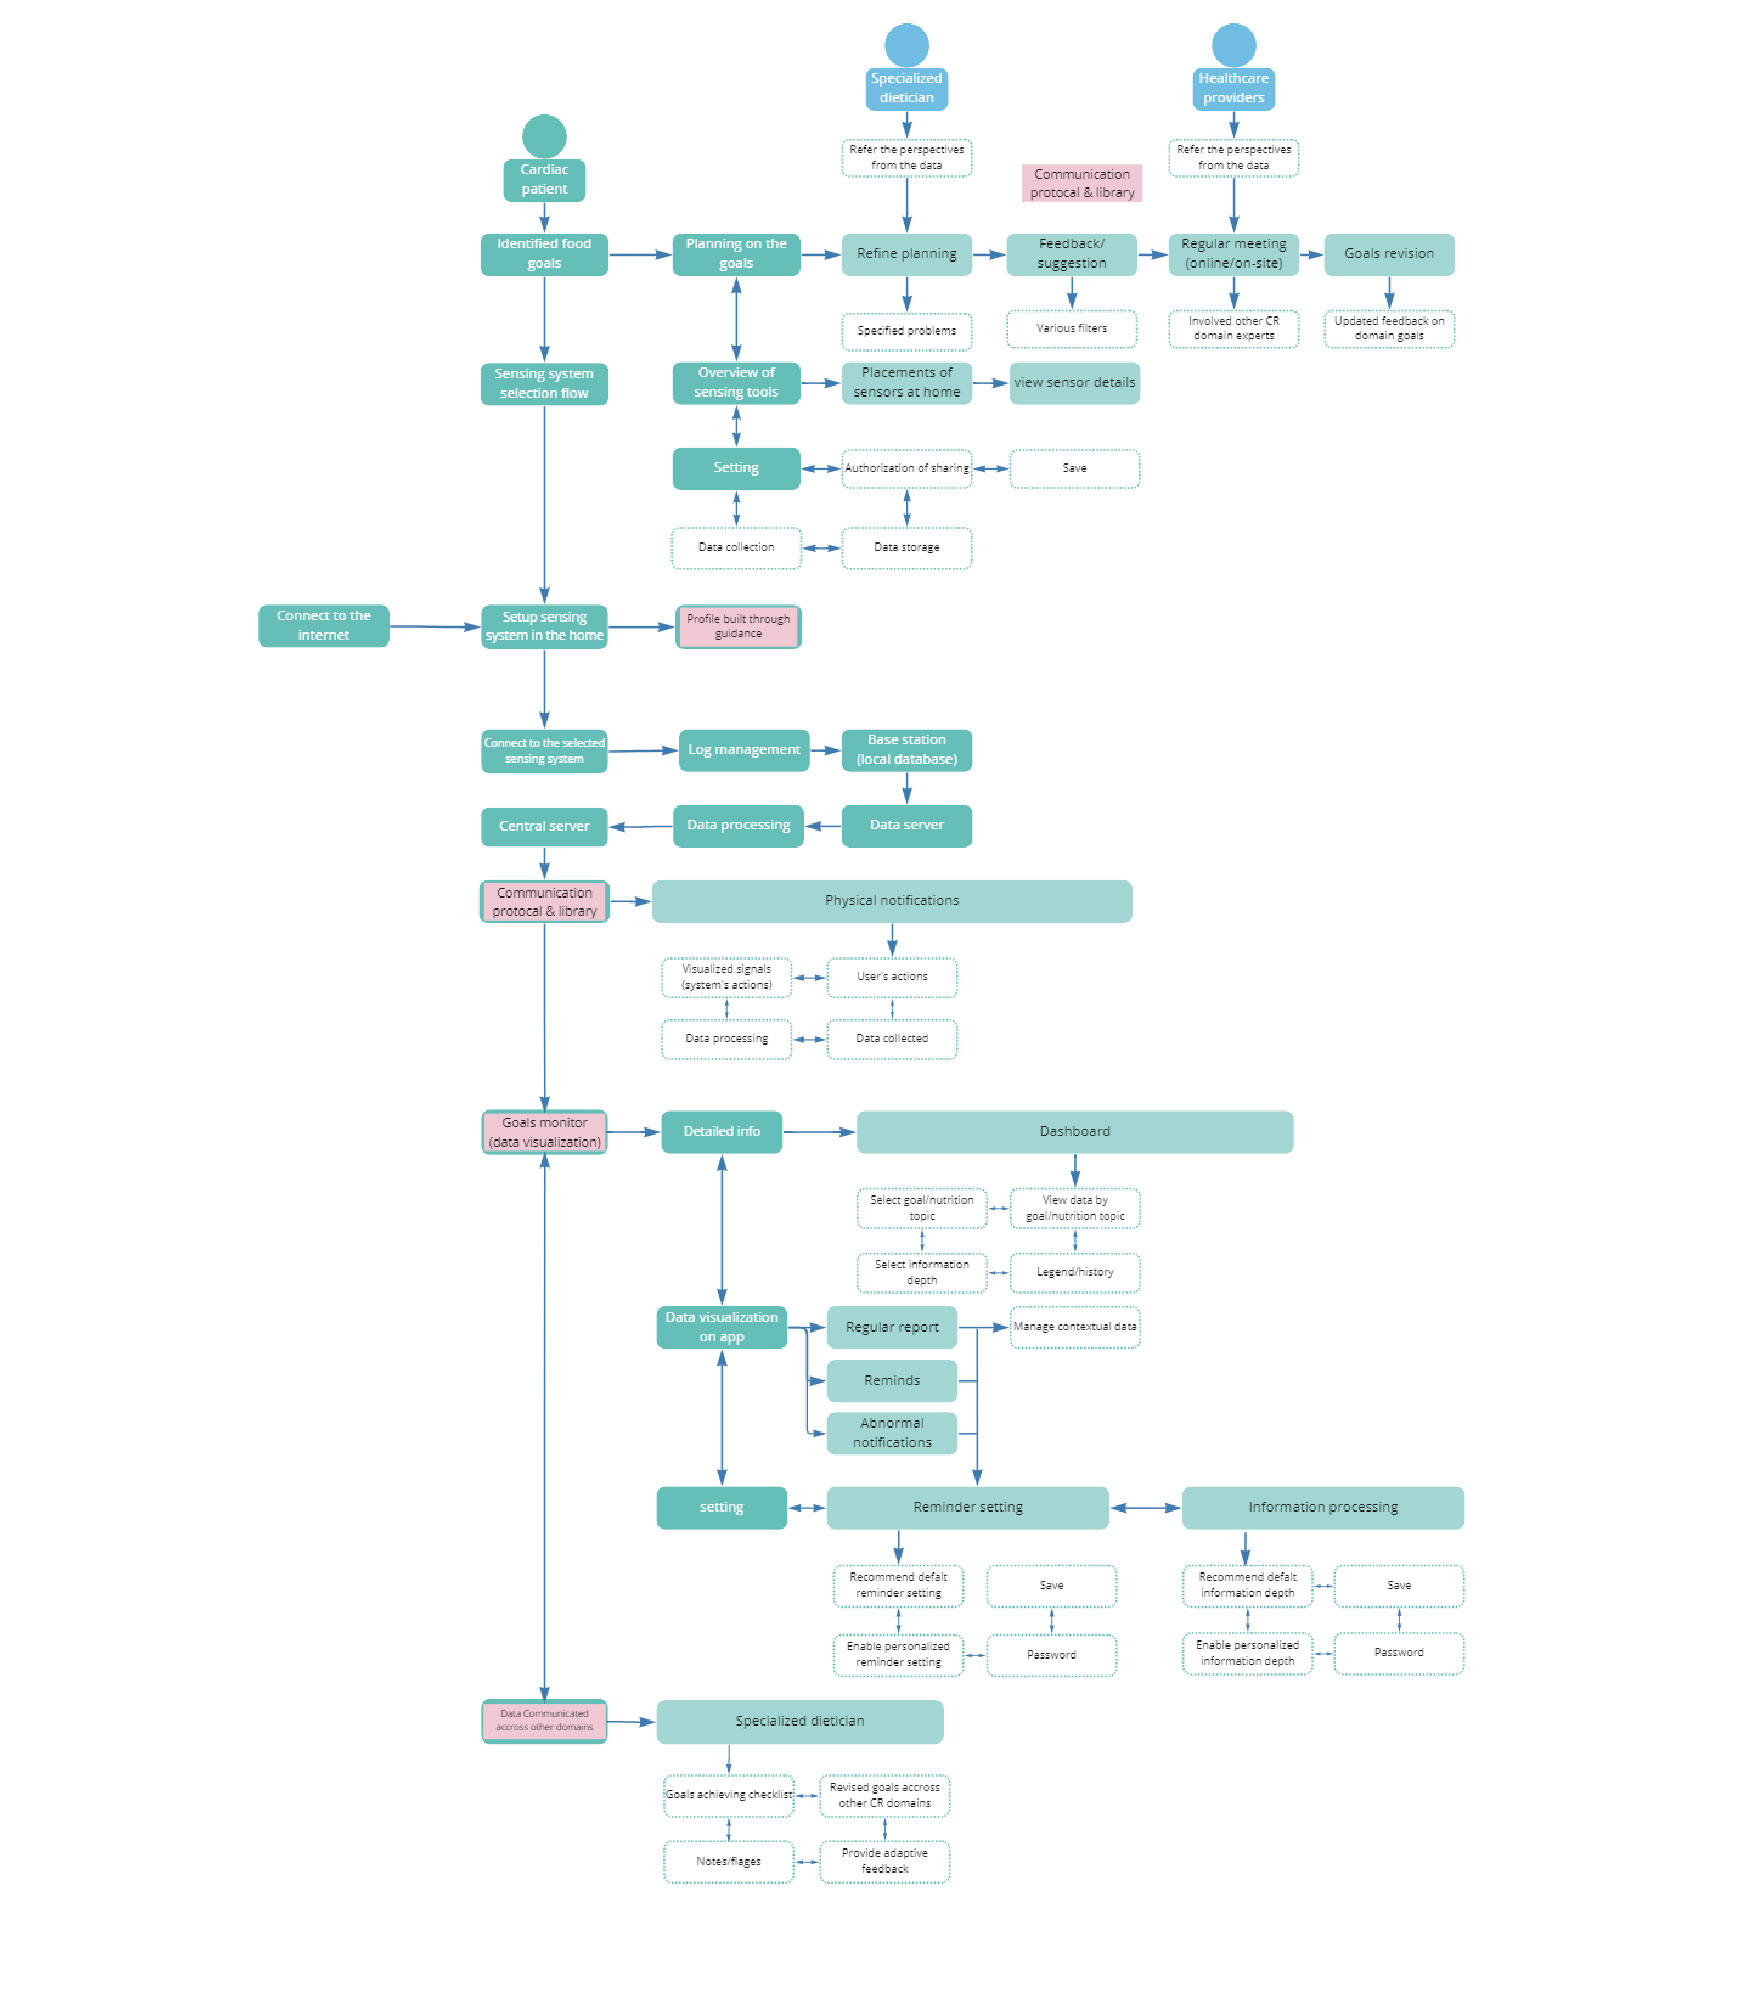 Specialized
dietician
Healthcare
providers
Cardiac
patient
Refer the perspectives
from the data
Communication
protocal & library
Refer the perspectives
from the data
Identified food
goals
Planning on the
goals
Refine planning
Feedback/
suggestion
Regular meeting
(online/on-site)
Goals revision
Specified problems
Various filters
Involved other CR
domain experts
Updated feedback on
domain goals
Sensing system
selection flow
Overview of
sensing tools
Placements of
sensors at home
view sensor details
Setting
Authorization of sharing
Save
Data collection
Data storage
Connect to the
internet
Setup sensing
system in the home
Profile built through
guidance
Connect to the selected
sensing system
Log management
Base station
(local database)
Central server
Data processing
Data server
Communication
protocal & library
Physical notifications
Visualized signals
(system's actions)
User's actions
Data processing
Data collected
Goals monitor
(data visualization)
Detailed info
Dashboard
Select goal/nutrition
topic
View data by
goal/nutrition topic
Select information
depth
Legend/history
Data visualization
on app
Regular report
Manage contextual data
Reminds
Abnormal
notifications
setting
Reminder setting
Information processing
Recommend defalt
reminder setting
Save
Recommend defalt
information depth
Save
Enable personalized
reminder setting
Password
Enable personalized
information depth
Password
Data Communicated
accross other domains
Specialized dietician
Goals achieving checklist
Revised goals accross
other CR domains
Notes/flages
Provide adaptive
feedback